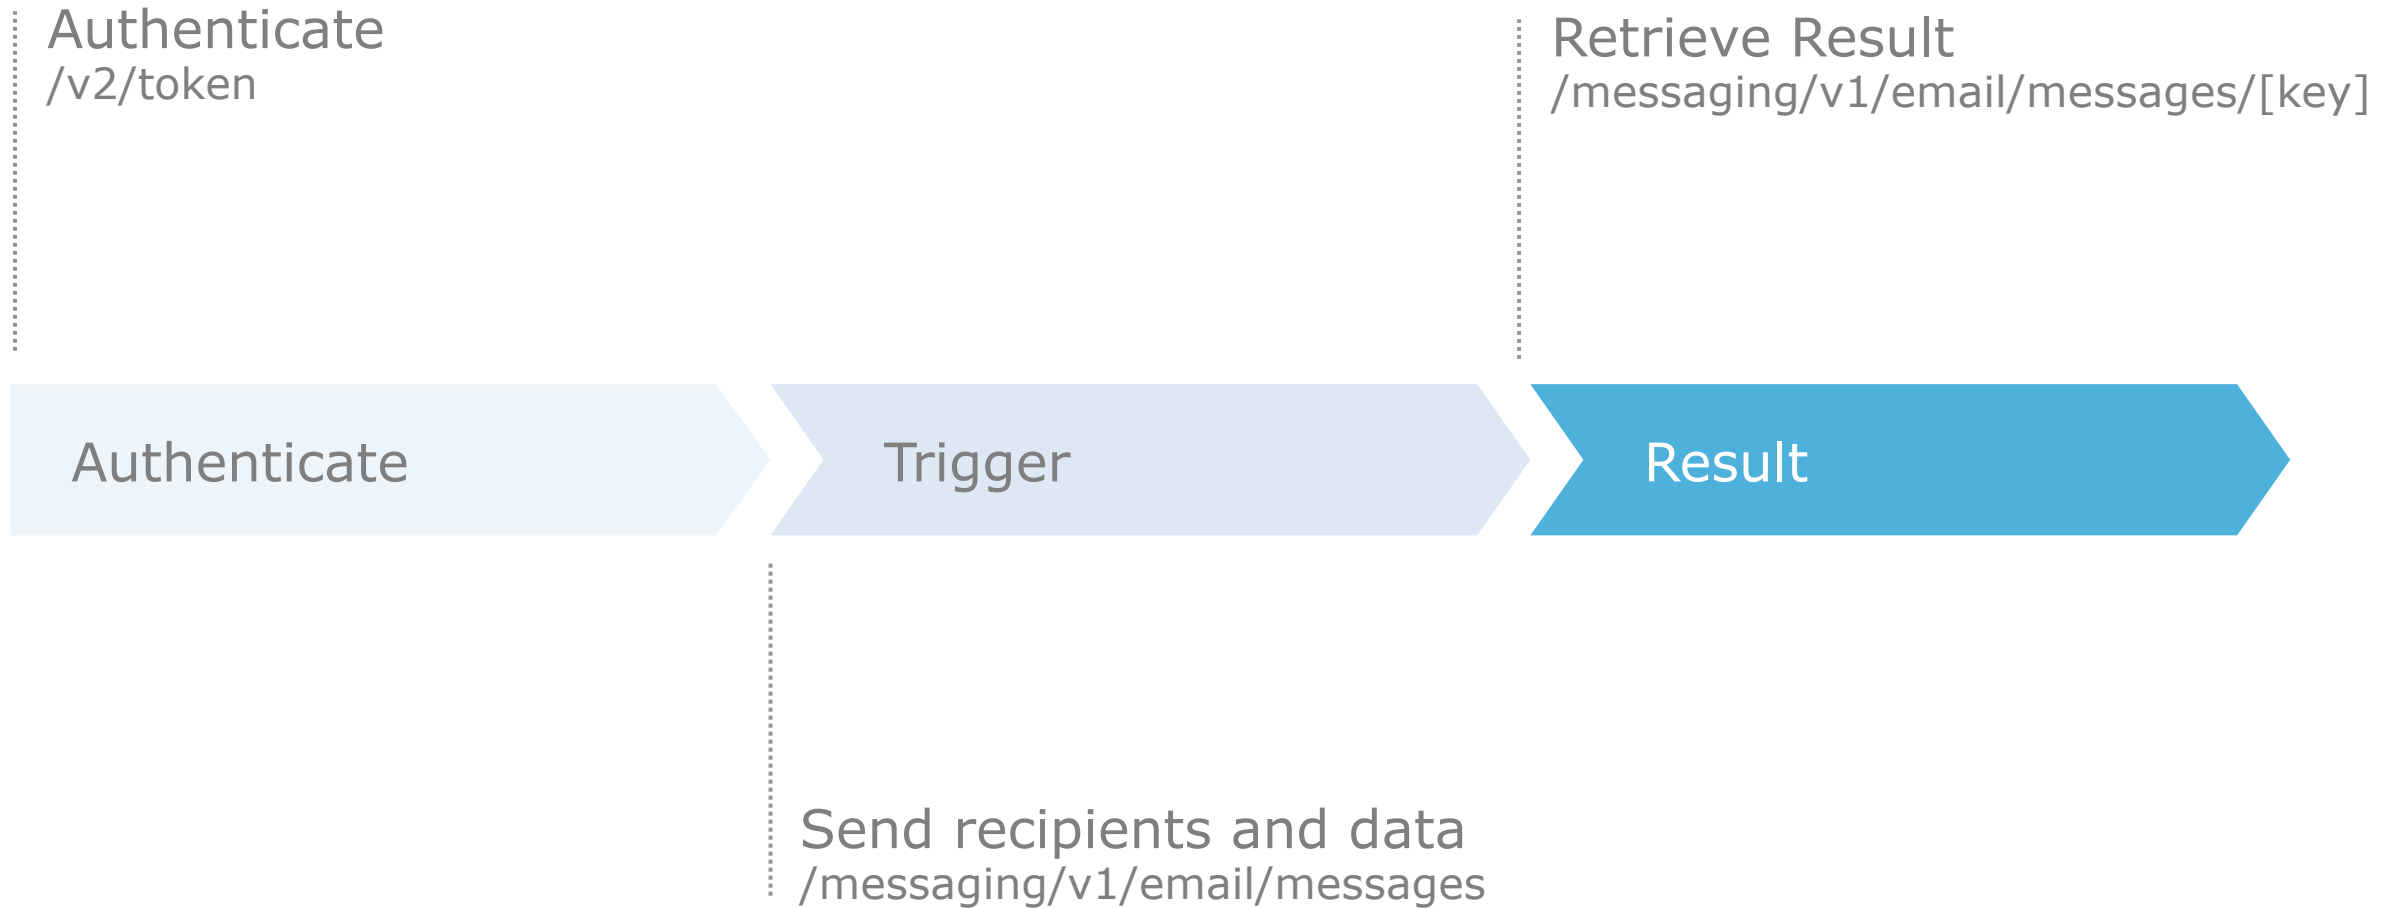 Authenticate
/v2/token
Retrieve Result
/messaging/v1/email/messages/[key]
Authenticate
Trigger
Result
Send recipients and data
/messaging/v1/email/messages